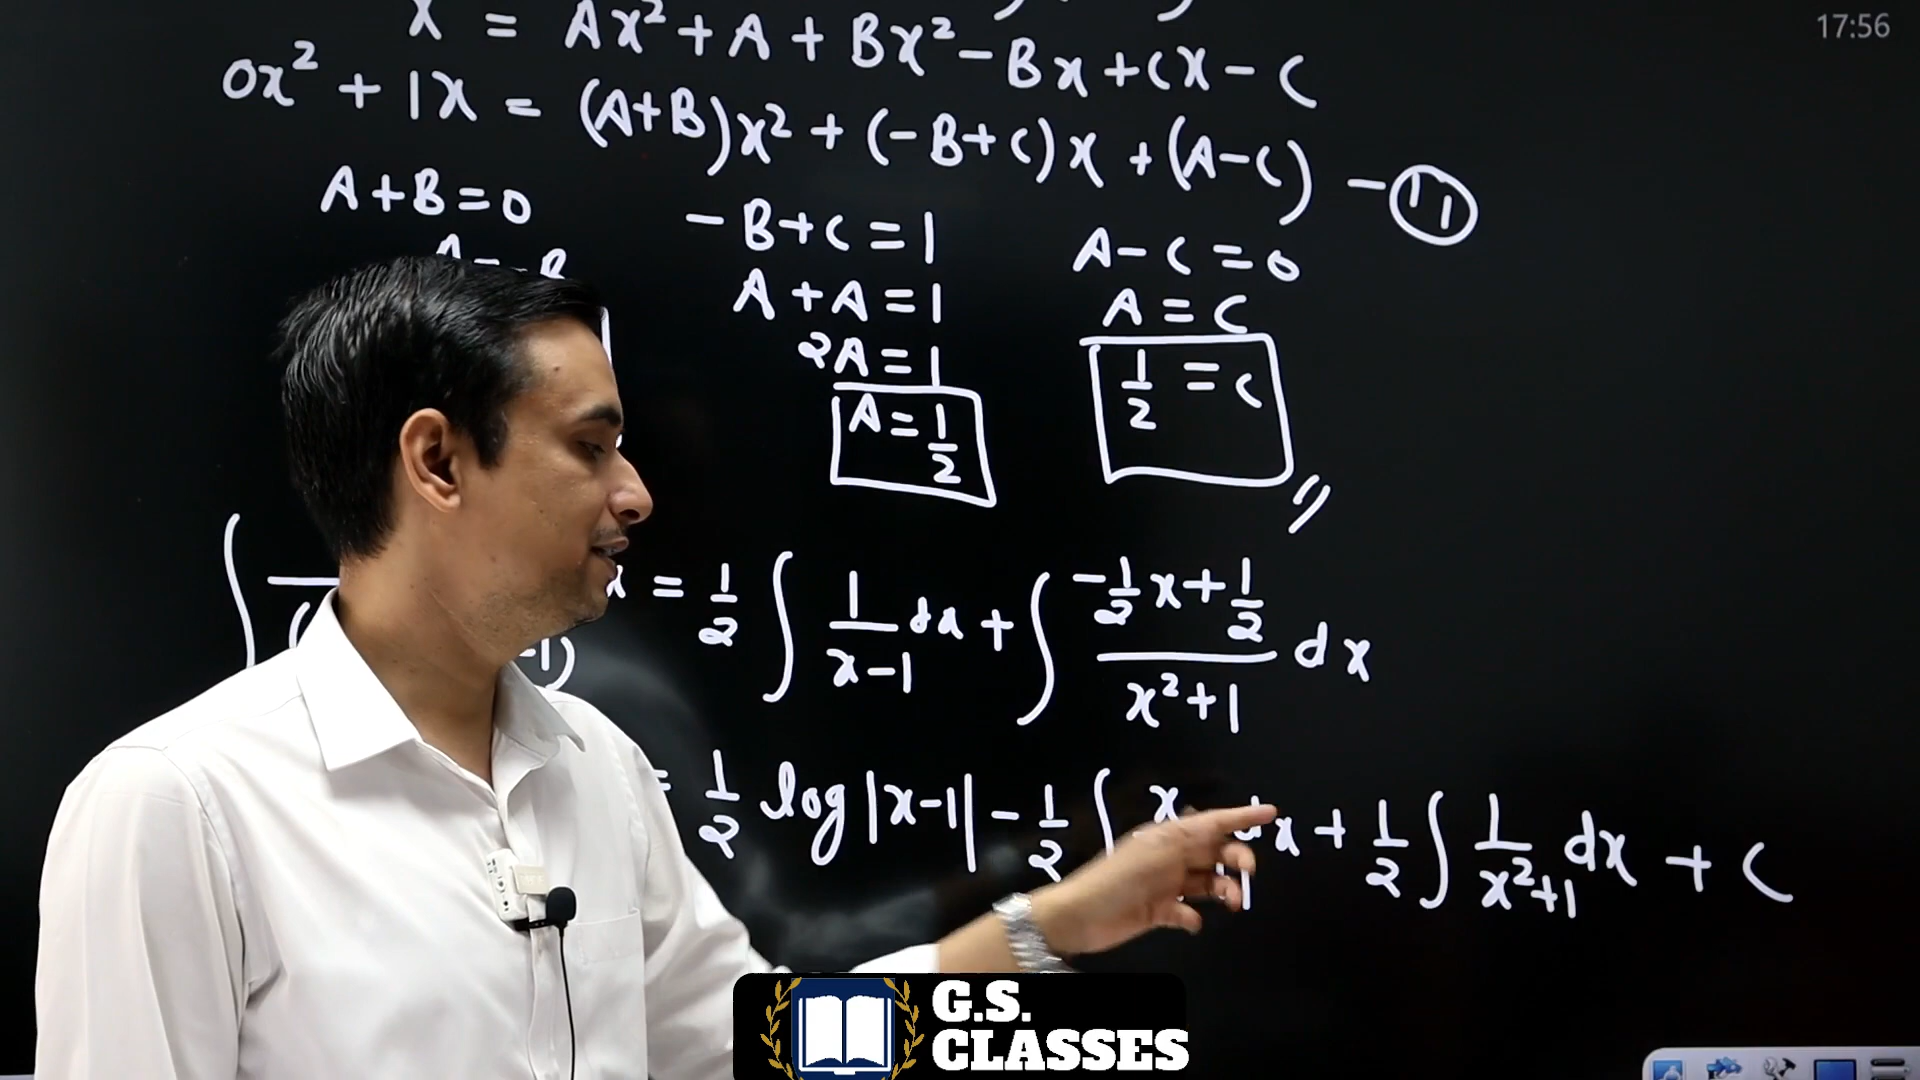 17:56
x = Ax² + A + Bx² - Bx + Cx - C
0x² + 1x = (A+B)x² + (-B+C)x + (A-C) - 11
A+B=0
-B+C=1
A+A=1
2A=1
A=1/2
A-C=0
A=C
1/2=C
∫ x = 1/2 ∫ 1/(x-1) dx + ∫ (-1/2 x + 1/2)/(x²+1) dx
-1)
= 1/2 log|x-1| - 1/2 ∫ x dx + 1/2 ∫ 1/(x²+1) dx + C
G.S.
CLASSES